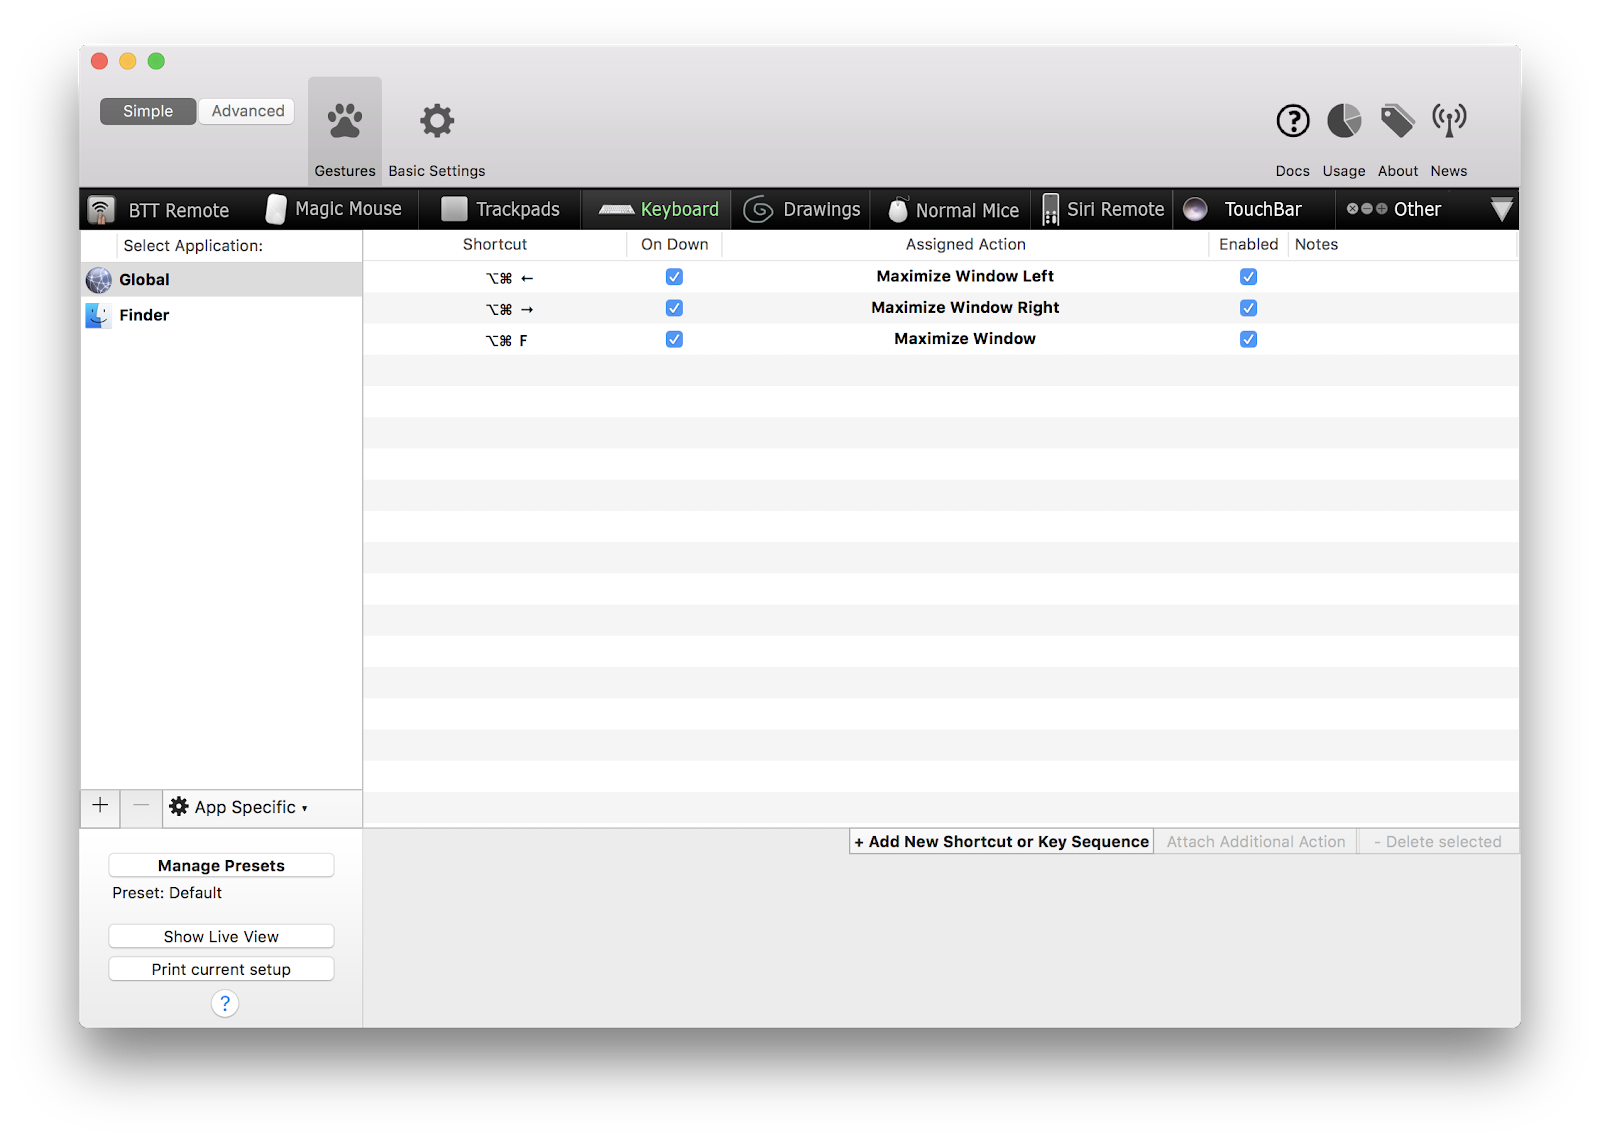 Simple Advanced
Gestures Basic Settings
? Docs Usage About News
BTT Remote Magic Mouse Trackpads Keyboard Drawings Normal Mice Siri Remote TouchBar Other
Select Application:
Global
Finder
Shortcut On Down Assigned Action Enabled Notes
⌥⌘ ← Maximize Window Left
⌥⌘ → Maximize Window Right
⌥⌘ F Maximize Window
+ − App Specific ▾
+ Add New Shortcut or Key Sequence Attach Additional Action - Delete selected
Manage Presets
Preset: Default
Show Live View
Print current setup
?